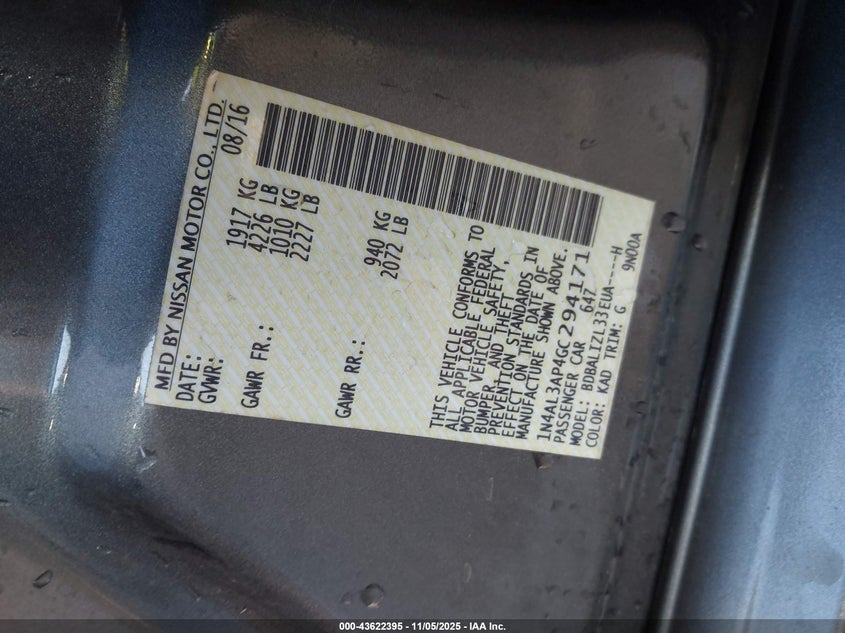 MFD BY NISSAN MOTOR CO., LTD.
DATE: 08/16
GVWR: 1917 KG
4226 LB
GAWR FR.: 1010 KG
2227 LB
GAWR RR.: 940 KG
2072 LB
THIS VEHICLE CONFORMS TO
ALL APPLICABLE FEDERAL
MOTOR VEHICLE SAFETY,
BUMPER, AND THEFT
PREVENTION STANDARDS IN
EFFECT ON THE DATE OF
MANUFACTURE SHOWN ABOVE.
1N4AL3AP4GC294171
PASSENGER CAR 647
MODEL: BDBALIZL33EUA----H
COLOR: KAD TRIM: G 9N00A
000-43622395 - 11/05/2025 - IAA Inc.